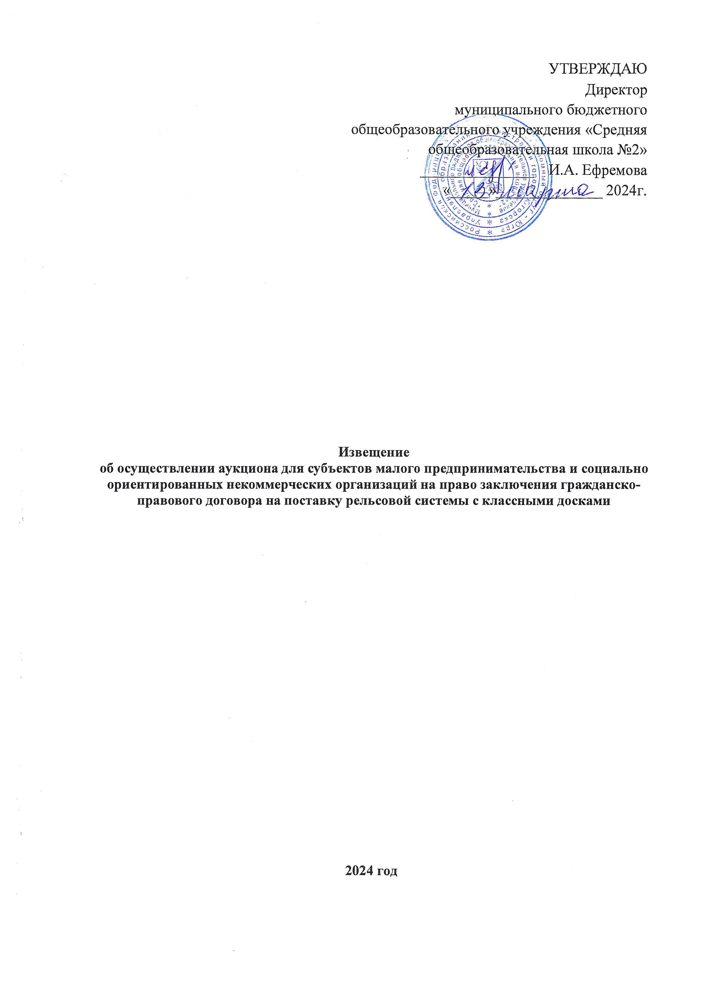 УТВЕРЖДАЮ
Директор
муниципального бюджетного
общеобразовательного учреждения «Средняя
общеобразовательная школа №2»
И.А. Ефремова
«13» марта 2024г.
Извещение
об осуществлении аукциона для субъектов малого предпринимательства и социально
ориентированных некоммерческих организаций на право заключения гражданско-
правового договора на поставку рельсовой системы с классными досками
2024 год